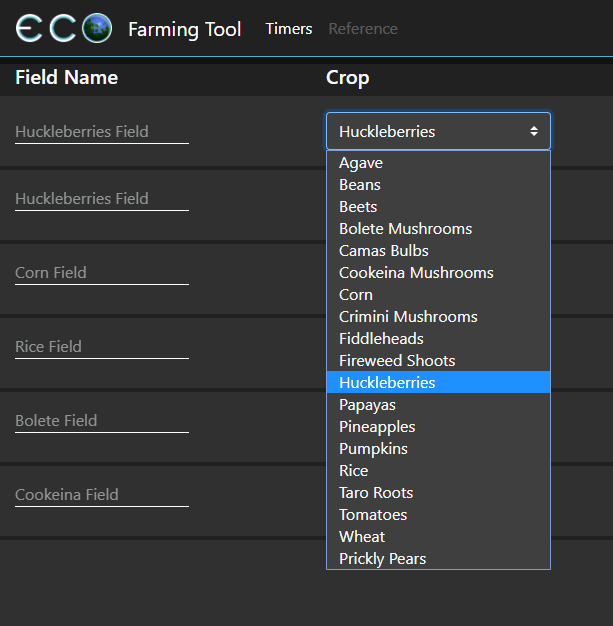 ECO Farming Tool Timers Reference
Field Name Crop
Huckleberries Field Huckleberries
Agave
Beans
Huckleberries Field
Beets
Bolete Mushrooms
Camas Bulbs
Corn Field
Cookeina Mushrooms
Corn
Crimini Mushrooms
Fiddleheads
Rice Field
Fireweed Shoots
Huckleberries
Papayas
Bolete Field
Pineapples
Pumpkins
Rice
Cookeina Field
Taro Roots
Tomatoes
Wheat
Prickly Pears